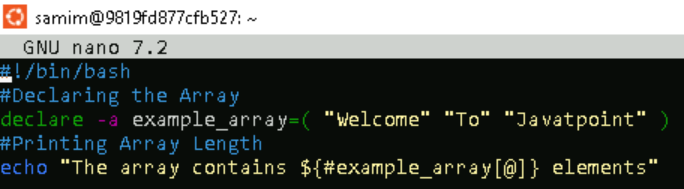 samim@9819fd877cfb527: ~
GNU nano 7.2
#!/bin/bash
#Declaring the Array
declare -a example_array=( "Welcome" "To" "Javatpoint" )
#Printing Array Length
echo "The array contains ${#example_array[@]} elements"